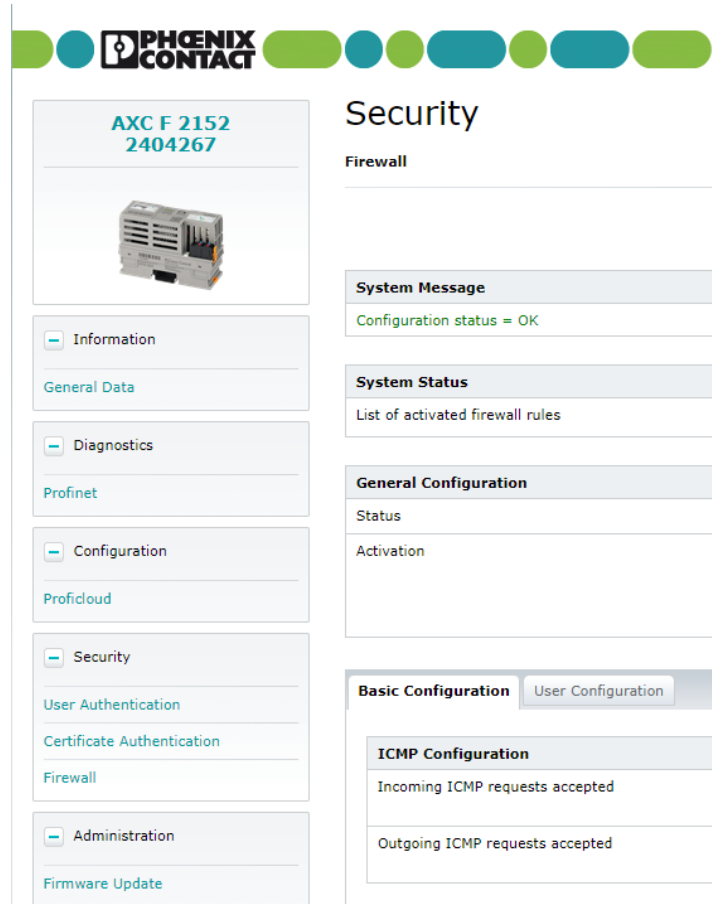 PHŒNIX
CONTACT
AXC F 2152
2404267
Information
General Data
Diagnostics
Profinet
Configuration
Proficloud
Security
User Authentication
Certificate Authentication
Firewall
Administration
Firmware Update
Security
Firewall
System Message
Configuration status = OK
System Status
List of activated firewall rules
General Configuration
Status
Activation
Basic Configuration
User Configuration
ICMP Configuration
Incoming ICMP requests accepted
Outgoing ICMP requests accepted